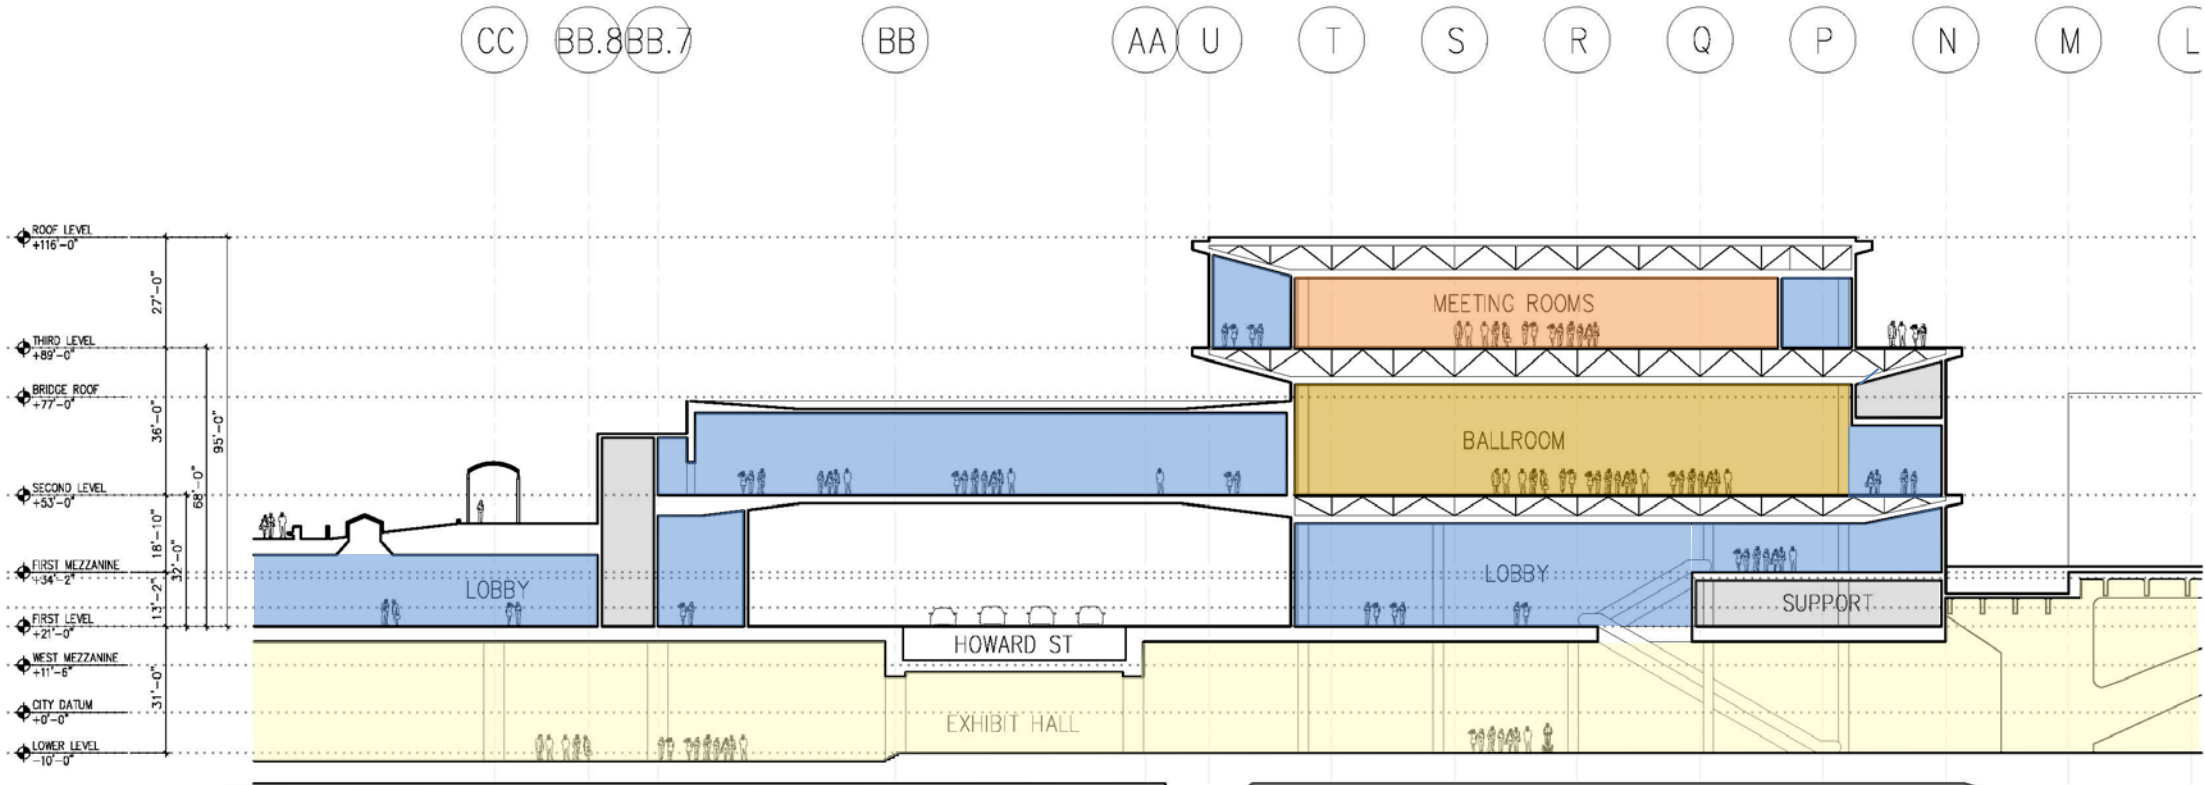 CC BB.8 BB.7 BB AA U T S R Q P N M L
ROOF LEVEL
+116'-0"
27'-0"
MEETING ROOMS
THIRD LEVEL
+89'-0"
BRIDGE ROOF
+77'-0"
36'-0"
95'-0"
BALLROOM
SECOND LEVEL
+53'-0"
68'-0"
18'-10"
32'-0"
FIRST MEZZANINE
+34'-2"
LOBBY
LOBBY
13'-2"
SUPPORT
FIRST LEVEL
+21'-0"
HOWARD ST
WEST MEZZANINE
+11'-6"
31'-0"
CITY DATUM
+0'-0"
EXHIBIT HALL
LOWER LEVEL
-10'-0"